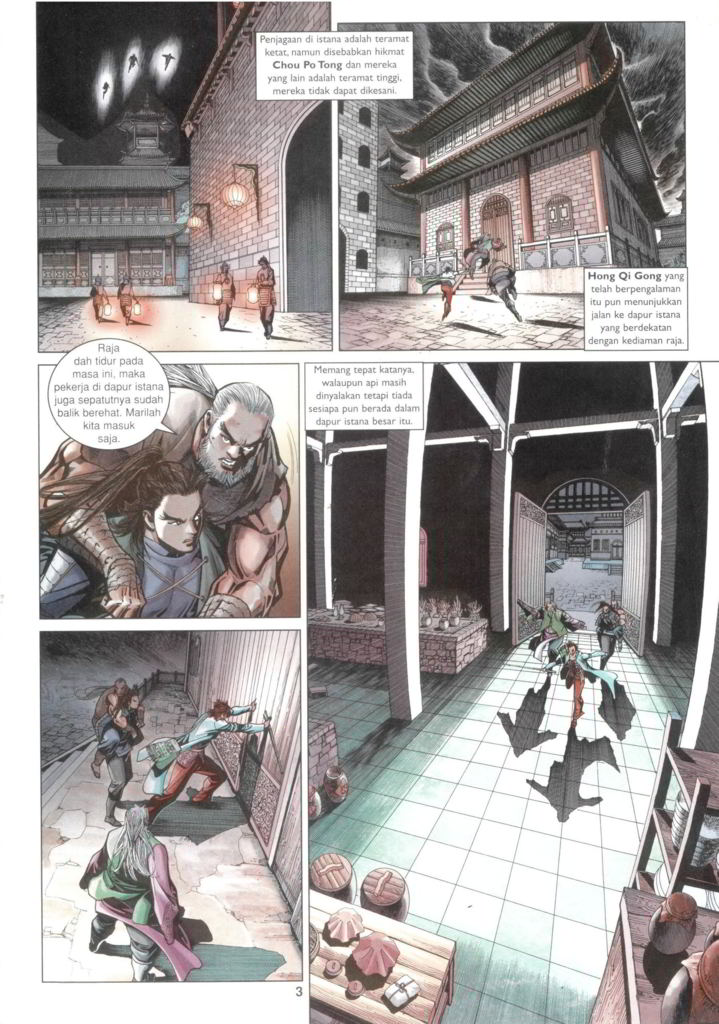 Penjagaan di istana adalah teramat
ketat, namun disebabkan hikmat
Chou Po Tong dan mereka
yang lain adalah teramat tinggi,
mereka tidak dapat dikesani.
Hong Qi Gong yang
telah berpengalaman
itu pun menunjukkan
jalan ke dapur istana
yang berdekatan
dengan kediaman raja.
Raja
dah tidur pada
masa ini, maka
pekerja di dapur istana
juga sepatutnya sudah
balik berehat. Marilah
kita masuk
saja.
Memang tepat katanya,
walaupun api masih
dinyalakan tetapi tiada
sesiapa pun berada dalam
dapur istana besar itu.
3